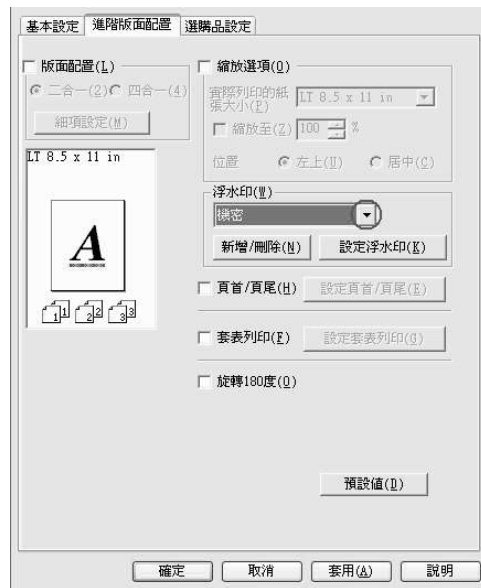 基本設定 進階版面配置 選購品設定
版面配置(L)
二合一(2) 四合一(4)
細項設定(M)
LT 8.5 x 11 in
A
1 1 2 2 3 3
縮放選項(O)
實際列印的紙張大小(P) LT 8.5 x 11 in
縮放至(Z) 100 %
位置 左上(U) 居中(C)
浮水印(W)
機密
新增/刪除(N) 設定浮水印(K)
頁首/頁尾(H) 設定頁首/頁尾(E)
套表列印(F) 設定套表列印(G)
旋轉180度(O)
預設值(D)
確定 取消 套用(A) 說明